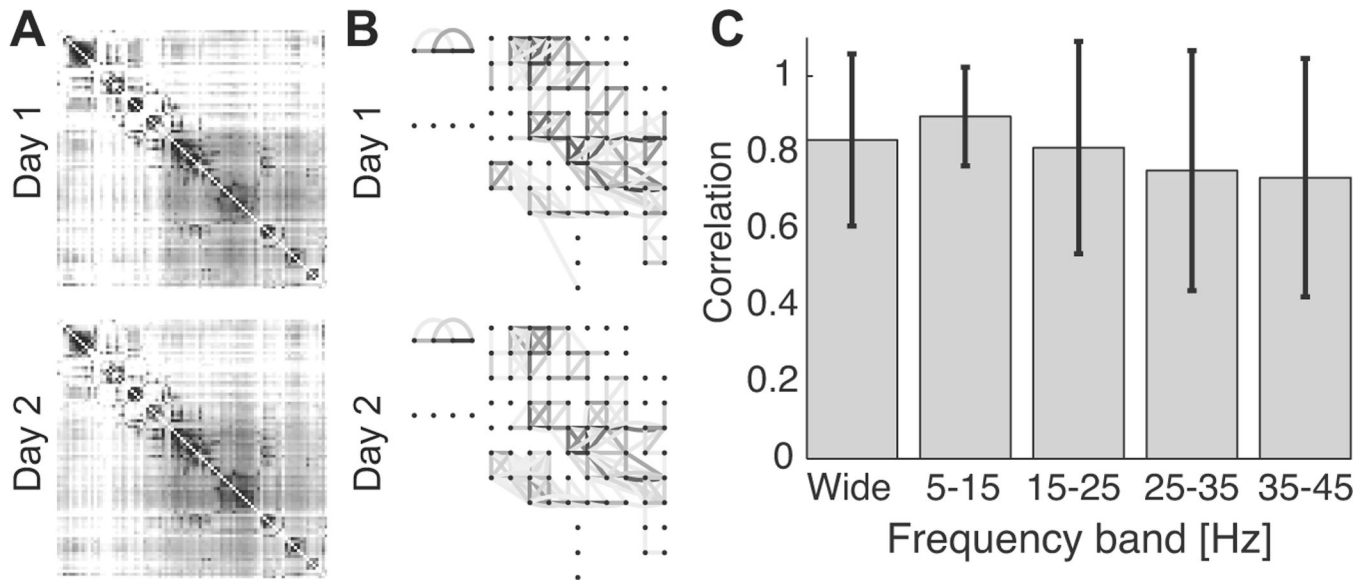 A
B
C
Day 1
Day 1
Day 2
Day 2
Correlation
1
0.8
0.6
0.4
0.2
0
Wide 5-15 15-25 25-35 35-45
Frequency band [Hz]